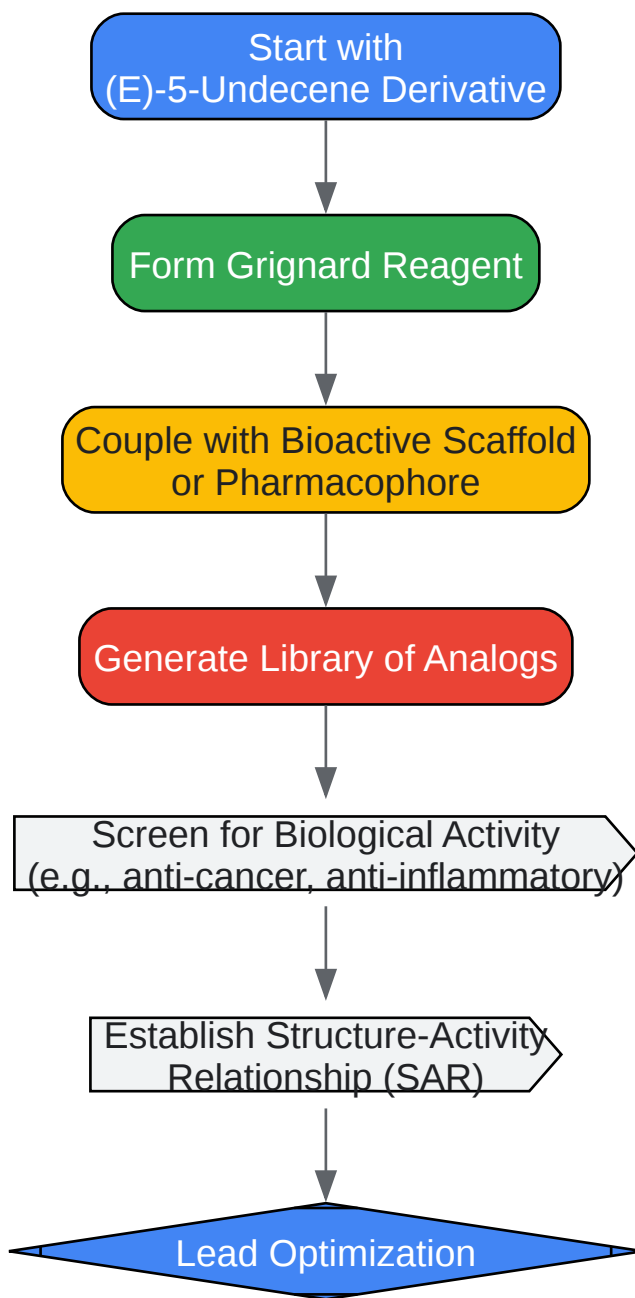 Start with
(E)-5-Undecene Derivative
Form Grignard Reagent
Couple with Bioactive Scaffold
or Pharmacophore
Generate Library of Analogs
Screen for Biological Activity
(e.g., anti-cancer, anti-inflammatory)
Establish Structure-Activity
Relationship (SAR)
Lead Optimization